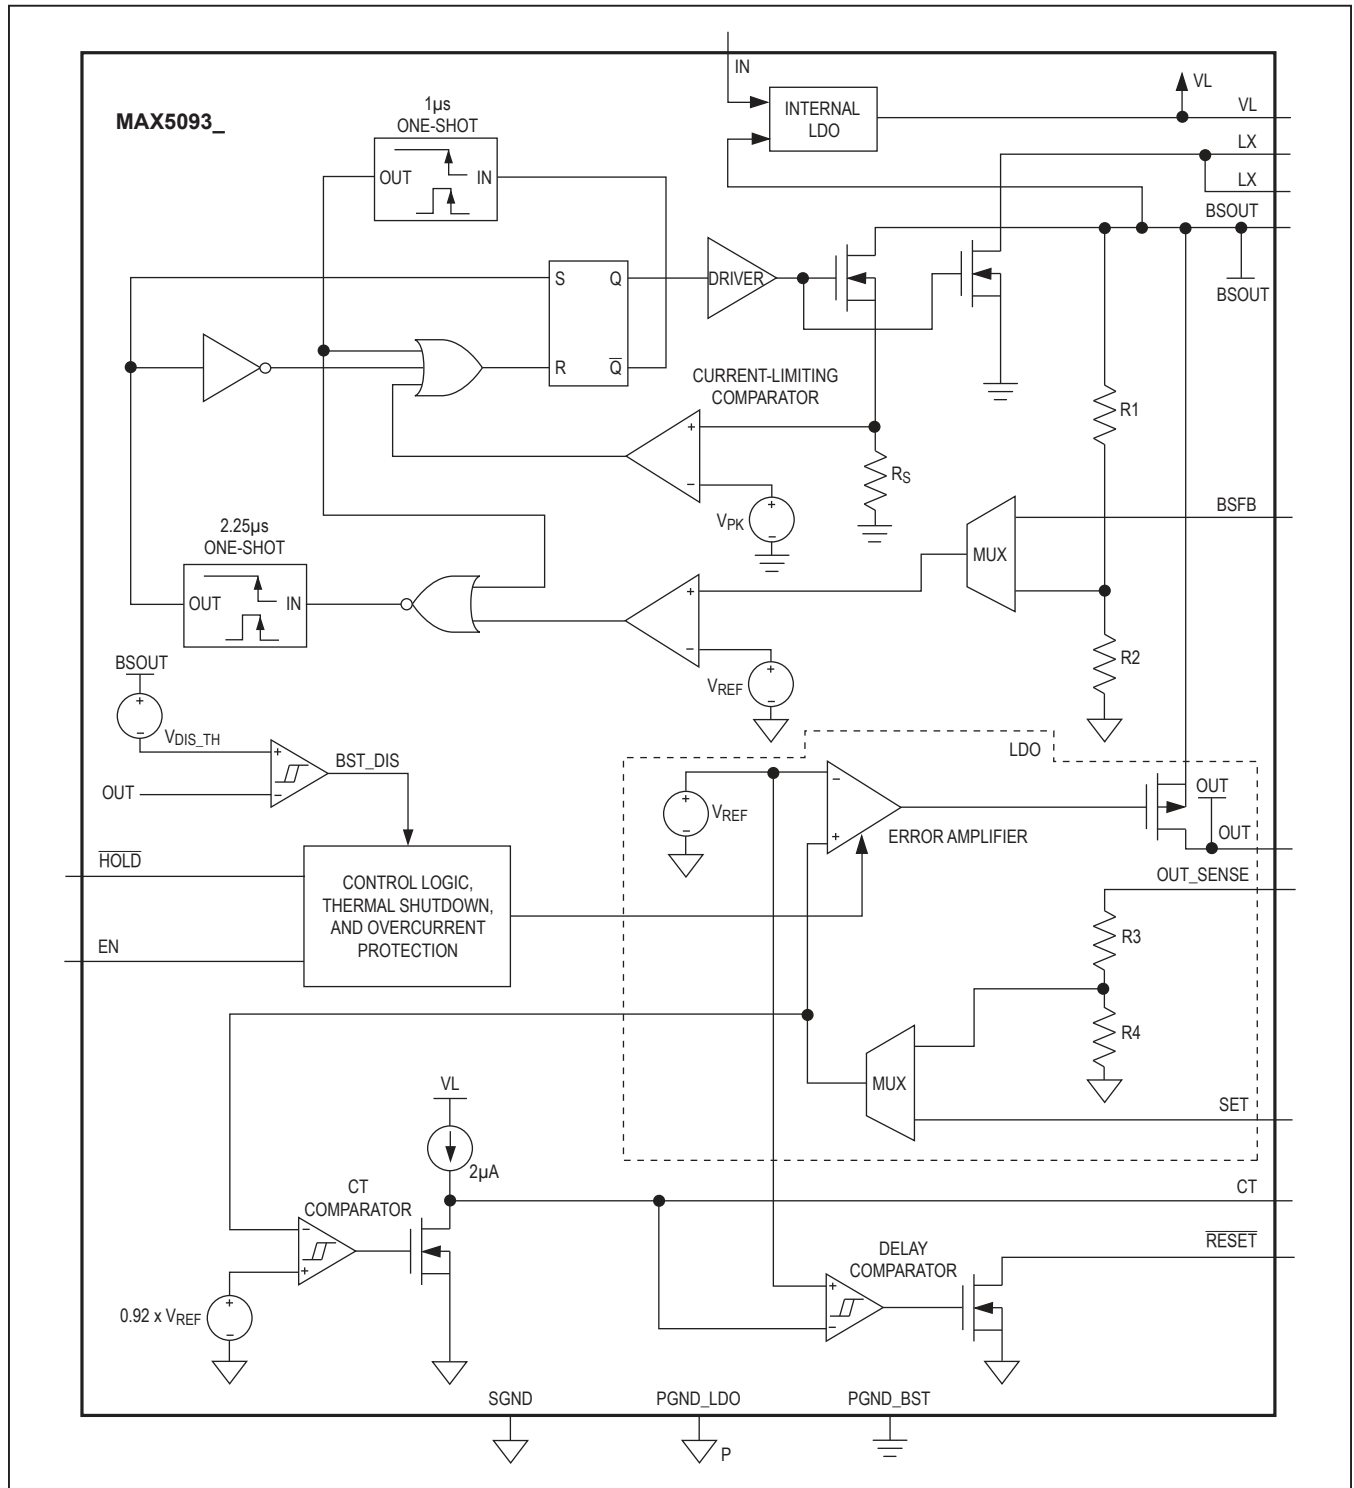 MAX5093_
IN
INTERNAL
LDO
VL
VL
LX
LX
BSOUT
BSOUT
1µs
ONE-SHOT
OUT
IN
S
Q
R
Q̅
DRIVER
CURRENT-LIMITING
COMPARATOR
+
−
RS
VPK
+
−
R1
BSFB
MUX
R2
2.25µs
ONE-SHOT
OUT
IN
+
−
VREF
+
−
BSOUT
+
−
VDIS_TH
+
−
OUT
BST_DIS
LDO
+
−
VREF
−
+
ERROR AMPLIFIER
OUT
OUT
H̅O̅L̅D̅
EN
CONTROL LOGIC,
THERMAL SHUTDOWN,
AND OVERCURRENT
PROTECTION
OUT_SENSE
R3
R4
MUX
SET
VL
2µA
CT
CT
COMPARATOR
−
+
0.92 x VREF
+
−
DELAY
COMPARATOR
+
−
R̅E̅S̅E̅T̅
SGND
PGND_LDO
P
PGND_BST